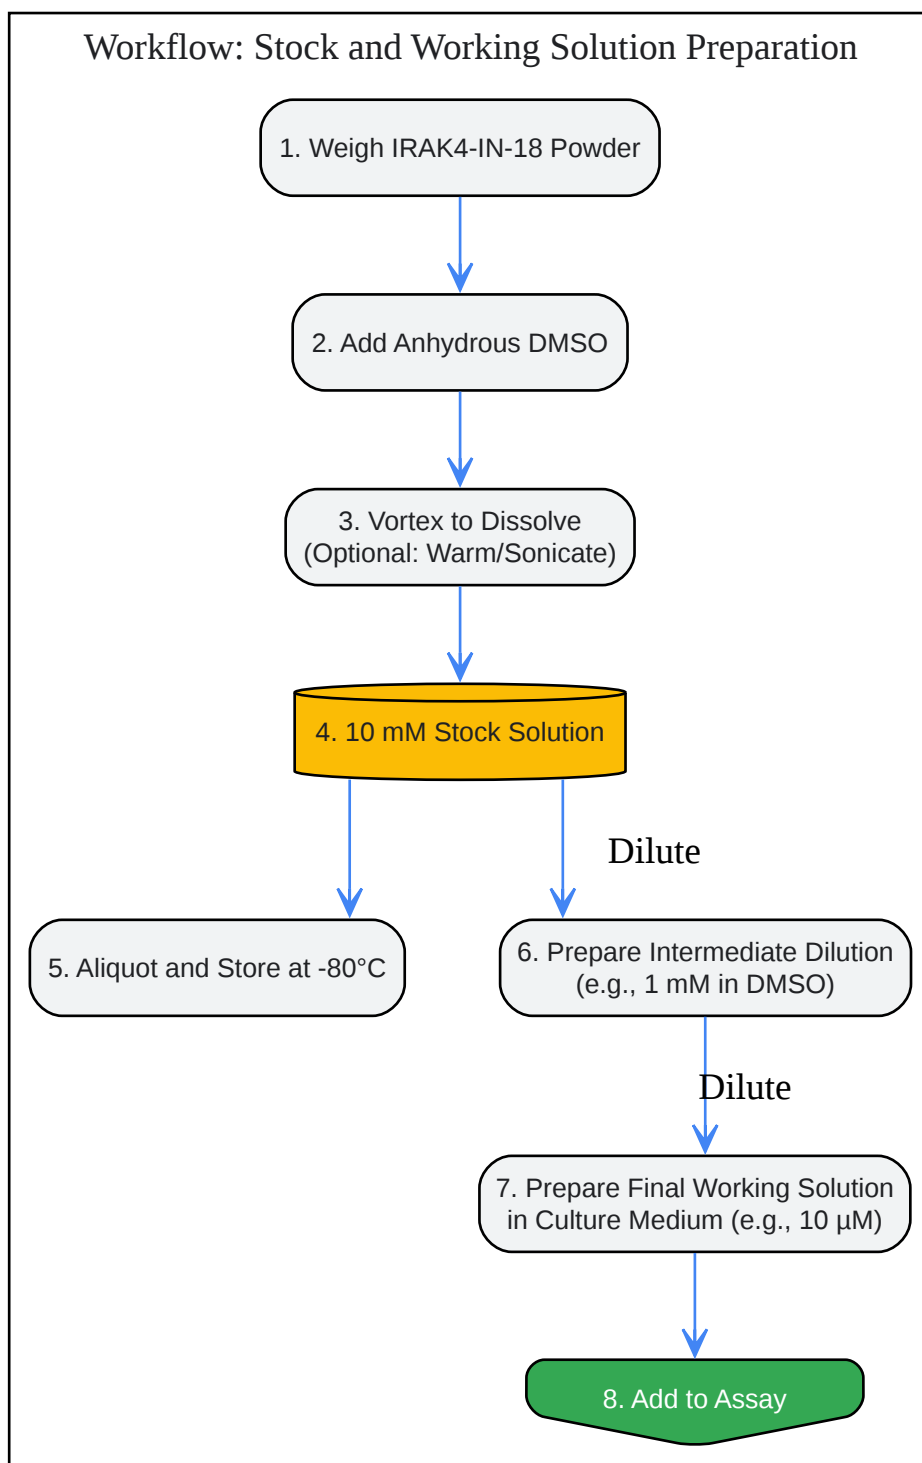 Workflow: Stock and Working Solution Preparation
1. Weigh IRAK4-IN-18 Powder
2. Add Anhydrous DMSO
3. Vortex to Dissolve
(Optional: Warm/Sonicate)
4. 10 mM Stock Solution
Dilute
5. Aliquot and Store at -80°C
6. Prepare Intermediate Dilution
(e.g., 1 mM in DMSO)
Dilute
7. Prepare Final Working Solution
in Culture Medium (e.g., 10 µM)
8. Add to Assay